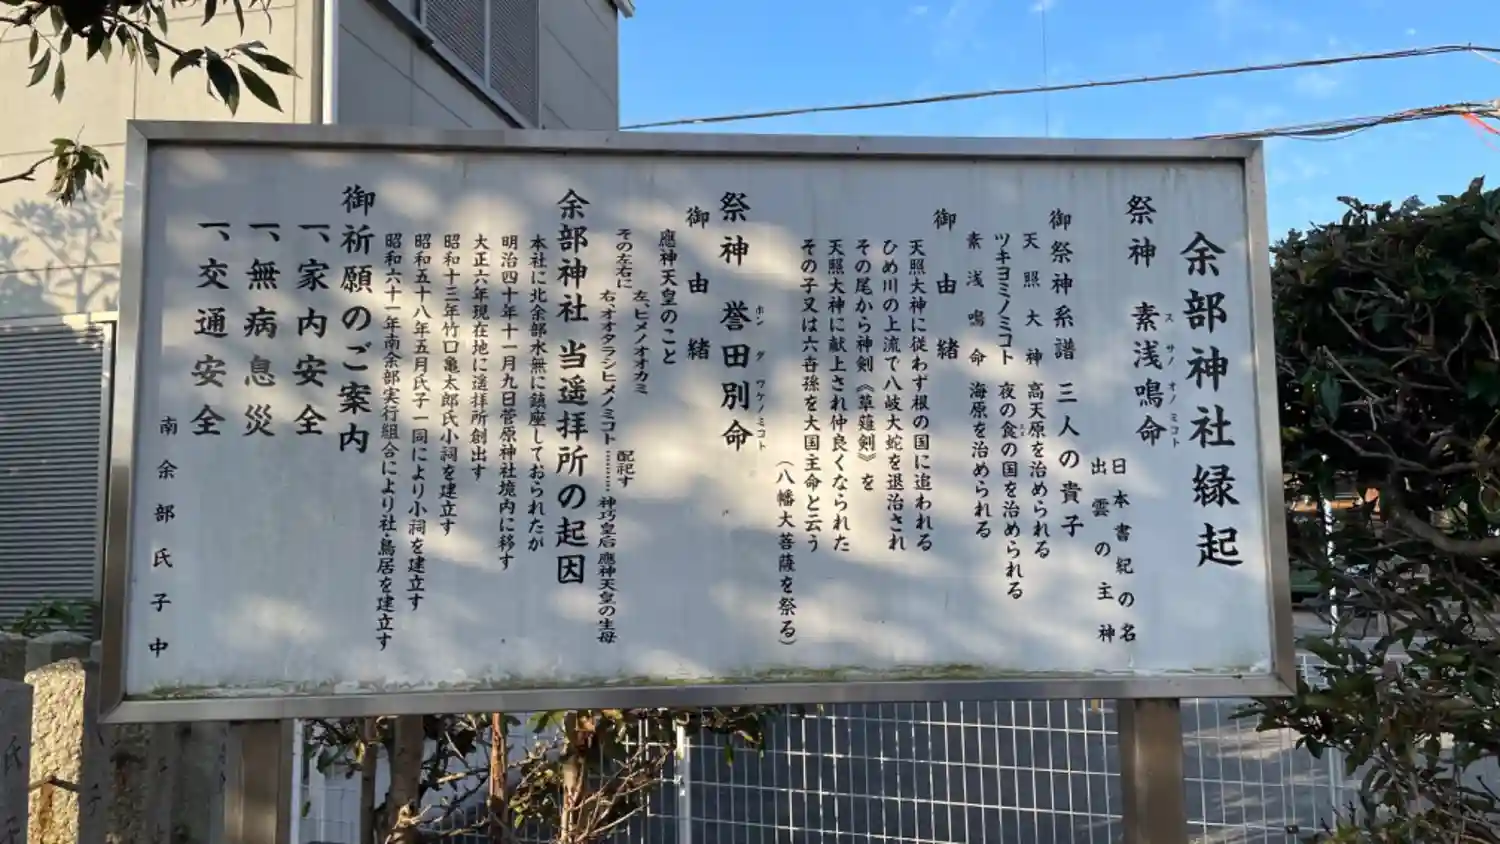 余部神社縁起
祭神 素浅鳴命
スサノオノミコト
日本書紀の名
出雲の主神
御祭神系譜 三人の貴子
天照大神 高天原を治められる
ツキヨミノミコト 夜の食の国を治められる
素浅鳴命 海原を治められる
御由緒
天照大神に従わず根の国に追われる
ひめ川の上流で八岐大蛇を退治され
その尾から神剣《草薙剣》を
天照大神に献上され仲良くなられた
その子又は六世孫を大国主命と云う
(八幡大菩薩を祭る)
祭神 誉田別命
ホンダワケノミコト
御由緒
應神天皇のこと
その左右に 左、ヒメノオオカミ
右、オオタラシヒメノミコト………神巧皇后 應神天皇の生母
配祀す
余部神社 当遥拝所の起因
本社に北余部水無に鎮座しておられたが
明治四十年十一月九日菅原神社境内に移す
大正六年現在地に遥拝所創出す
昭和十三年竹口亀太郎氏小祠を建立す
昭和五十八年五月氏子一同により小祠を建立す
昭和六十一年南余部実行組合により社・鳥居を建立す
御祈願のご案内
一、家内安全
一、無病息災
一、交通安全
南余部氏子中